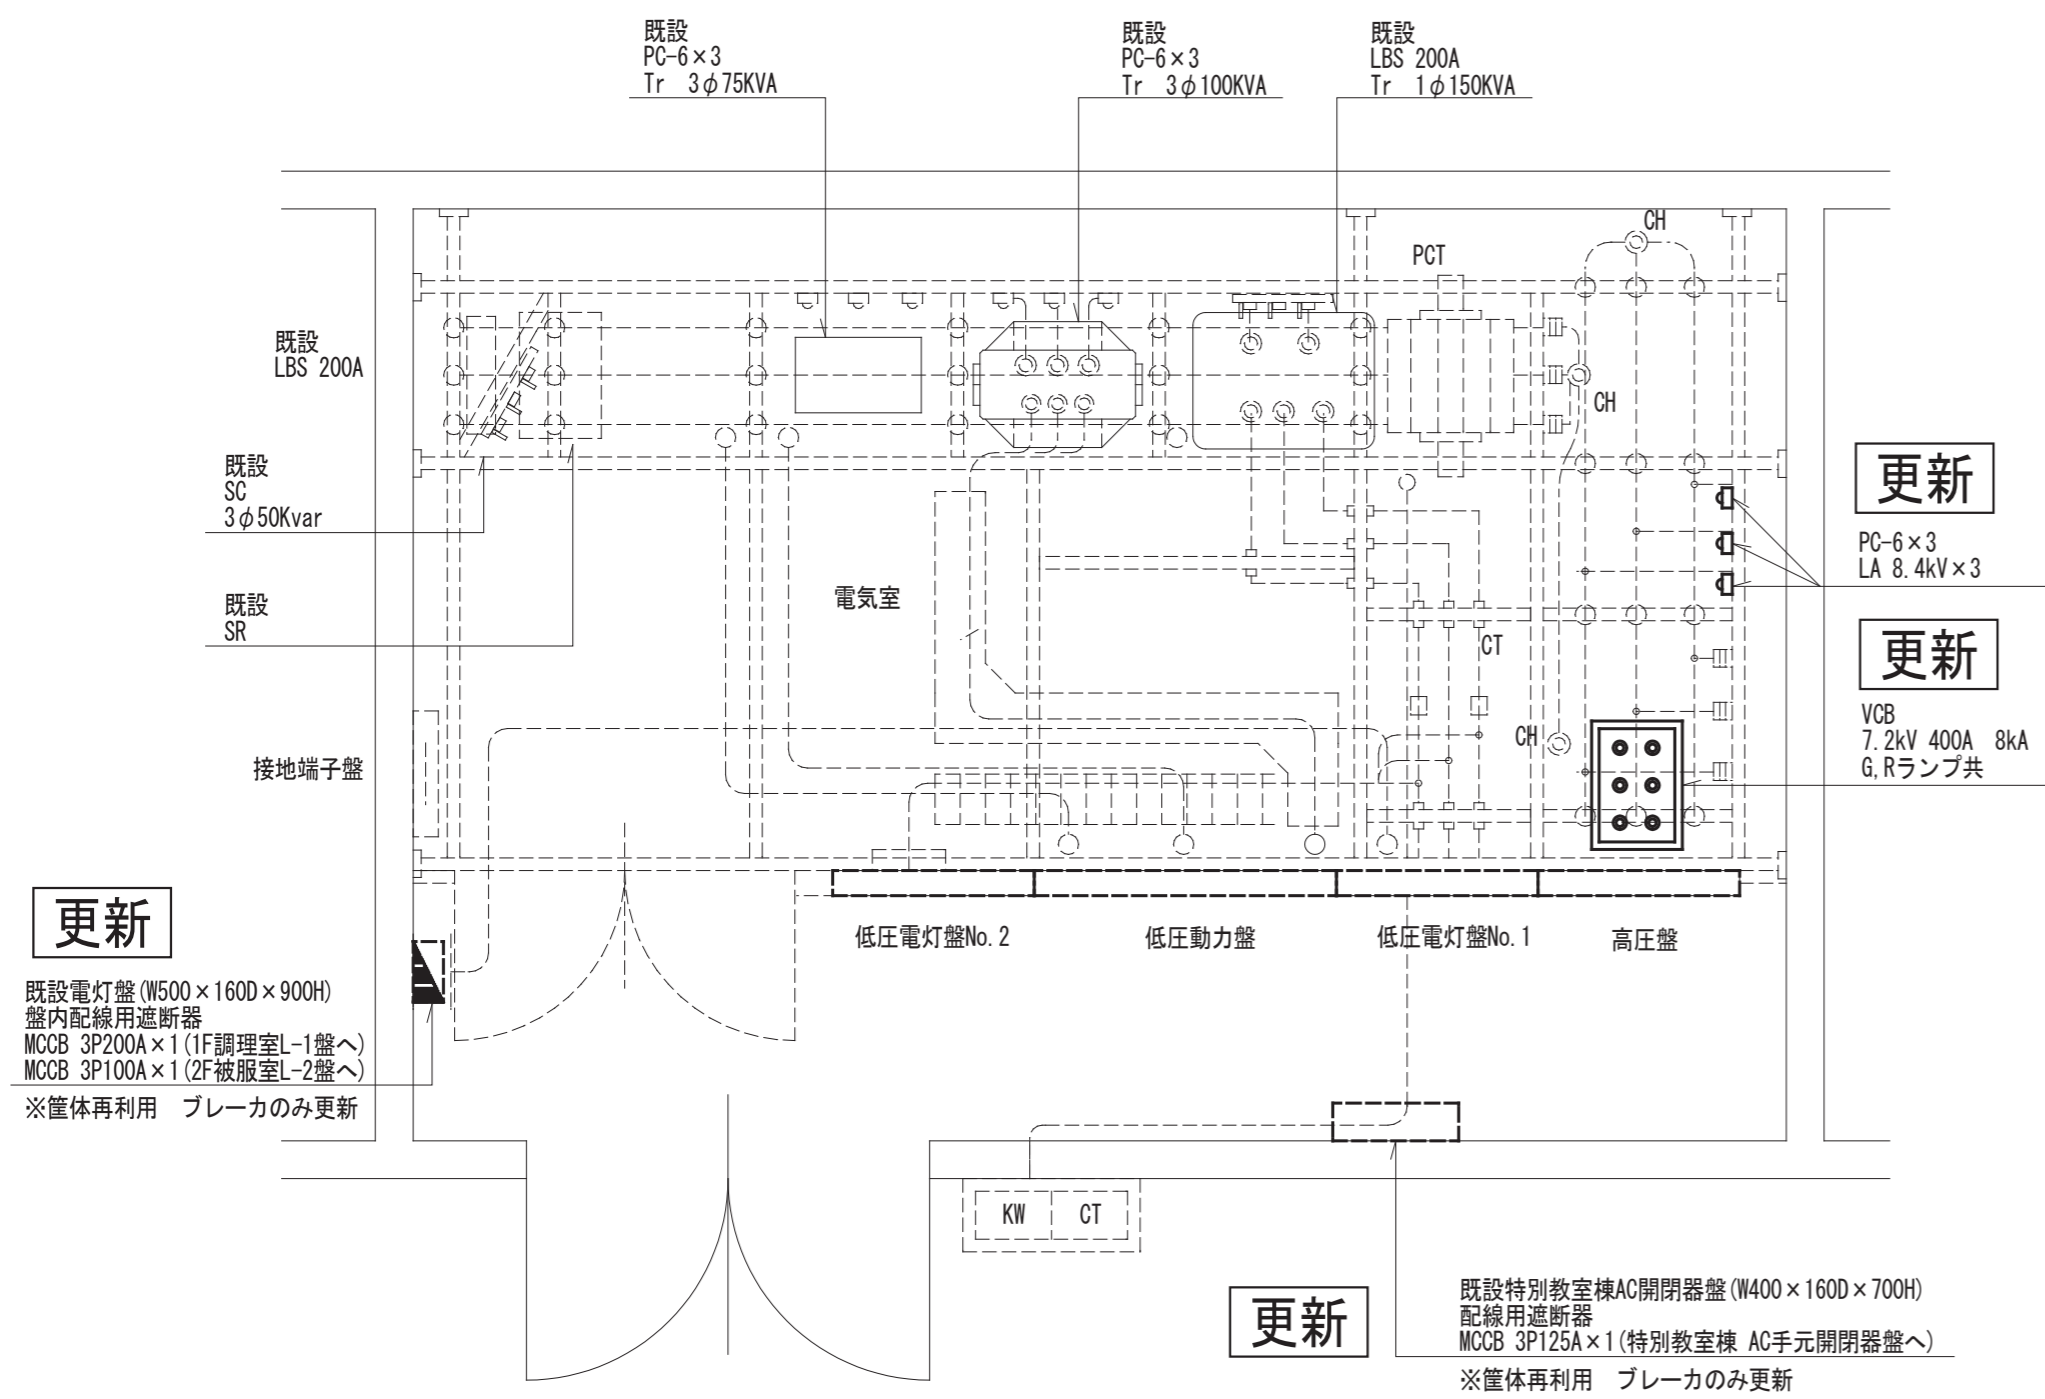 既設
PC-6×3
Tr 3φ75KVA
既設
PC-6×3
Tr 3φ100KVA
既設
LBS 200A
Tr 1φ150KVA
CH
PCT
既設
LBS 200A
CH
既設
SC
3φ50Kvar
更新
PC-6×3
LA 8.4kV×3
既設
SR
電気室
CT
更新
VCB
7.2kV 400A 8kA
G,Rランプ共
CH
接地端子盤
更新
既設電灯盤(W500×160D×900H)
盤内配線用遮断器
MCCB 3P200A×1(1F調理室L-1盤へ)
MCCB 3P100A×1(2F被服室L-2盤へ)
※筐体再利用 ブレーカのみ更新
低圧電灯盤No.2
低圧動力盤
低圧電灯盤No.1
高圧盤
KW
CT
更新
既設特別教室棟AC開閉器盤(W400×160D×700H)
配線用遮断器
MCCB 3P125A×1(特別教室棟 AC手元開閉器盤へ)
※筐体再利用 ブレーカのみ更新